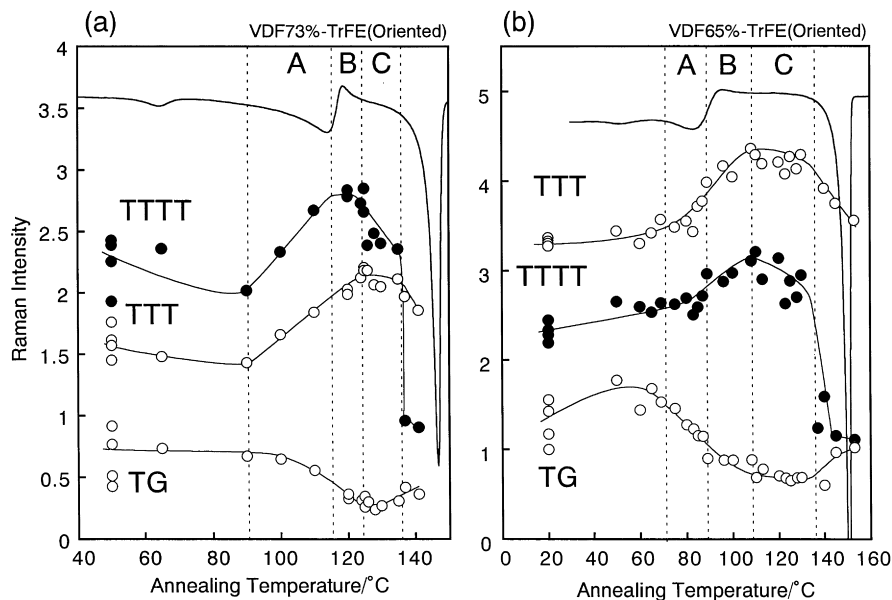 (a)
VDF73%-TrFE(Oriented)
A B C
TTTT
TTT
TG
Raman Intensity
4
3.5
3
2.5
2
1.5
1
0.5
0
40 60 80 100 120 140
Annealing Temperature/°C
(b)
VDF65%-TrFE(Oriented)
A B C
TTT
TTTT
TG
5
4
3
2
1
0
0 20 40 60 80 100 120 140 160
Annealing Temperature/°C